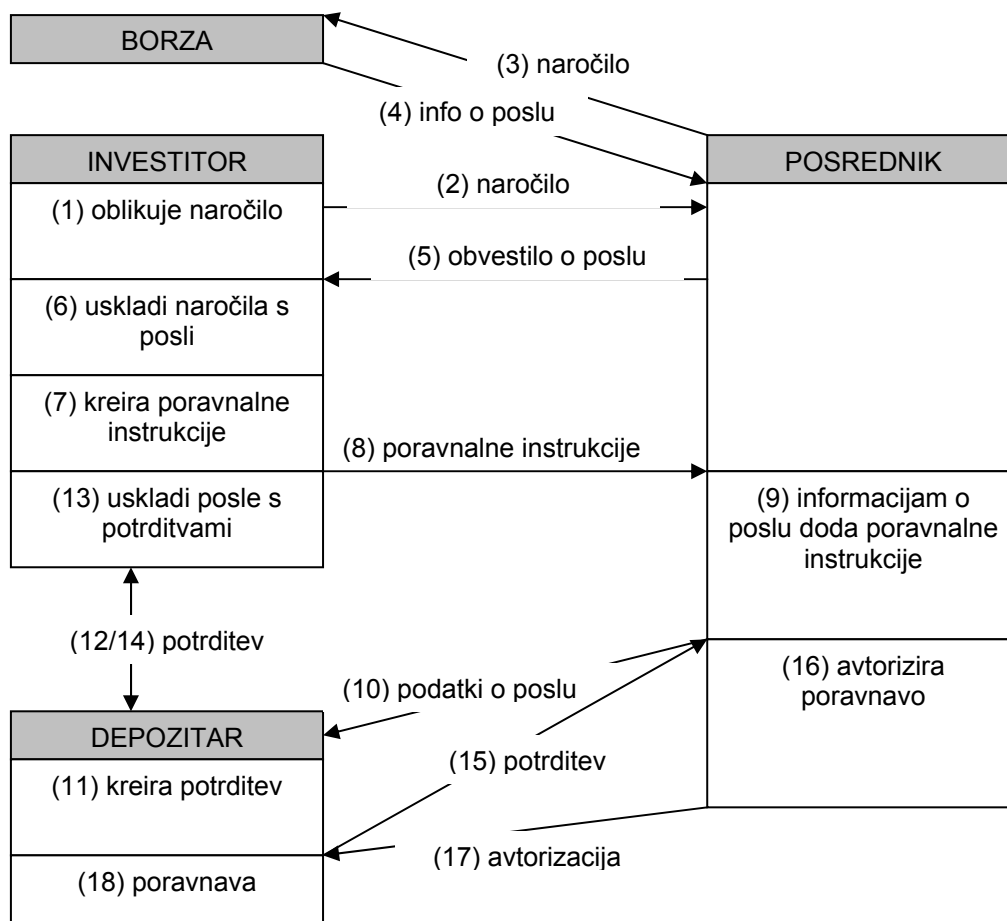 BORZA
(3) naročilo
(4) info o poslu
INVESTITOR
POSREDNIK
(1) oblikuje naročilo
(2) naročilo
(5) obvestilo o poslu
(6) uskladi naročila s
posli
(7) kreira poravnalne
instrukcije
(8) poravnalne instrukcije
(13) uskladi posle s
potrditvami
(9) informacijam o
poslu doda poravnalne
instrukcije
(12/14) potrditev
(10) podatki o poslu
(16) avtorizira
poravnavo
DEPOZITAR
(11) kreira potrditev
(15) potrditev
(17) avtorizacija
(18) poravnava